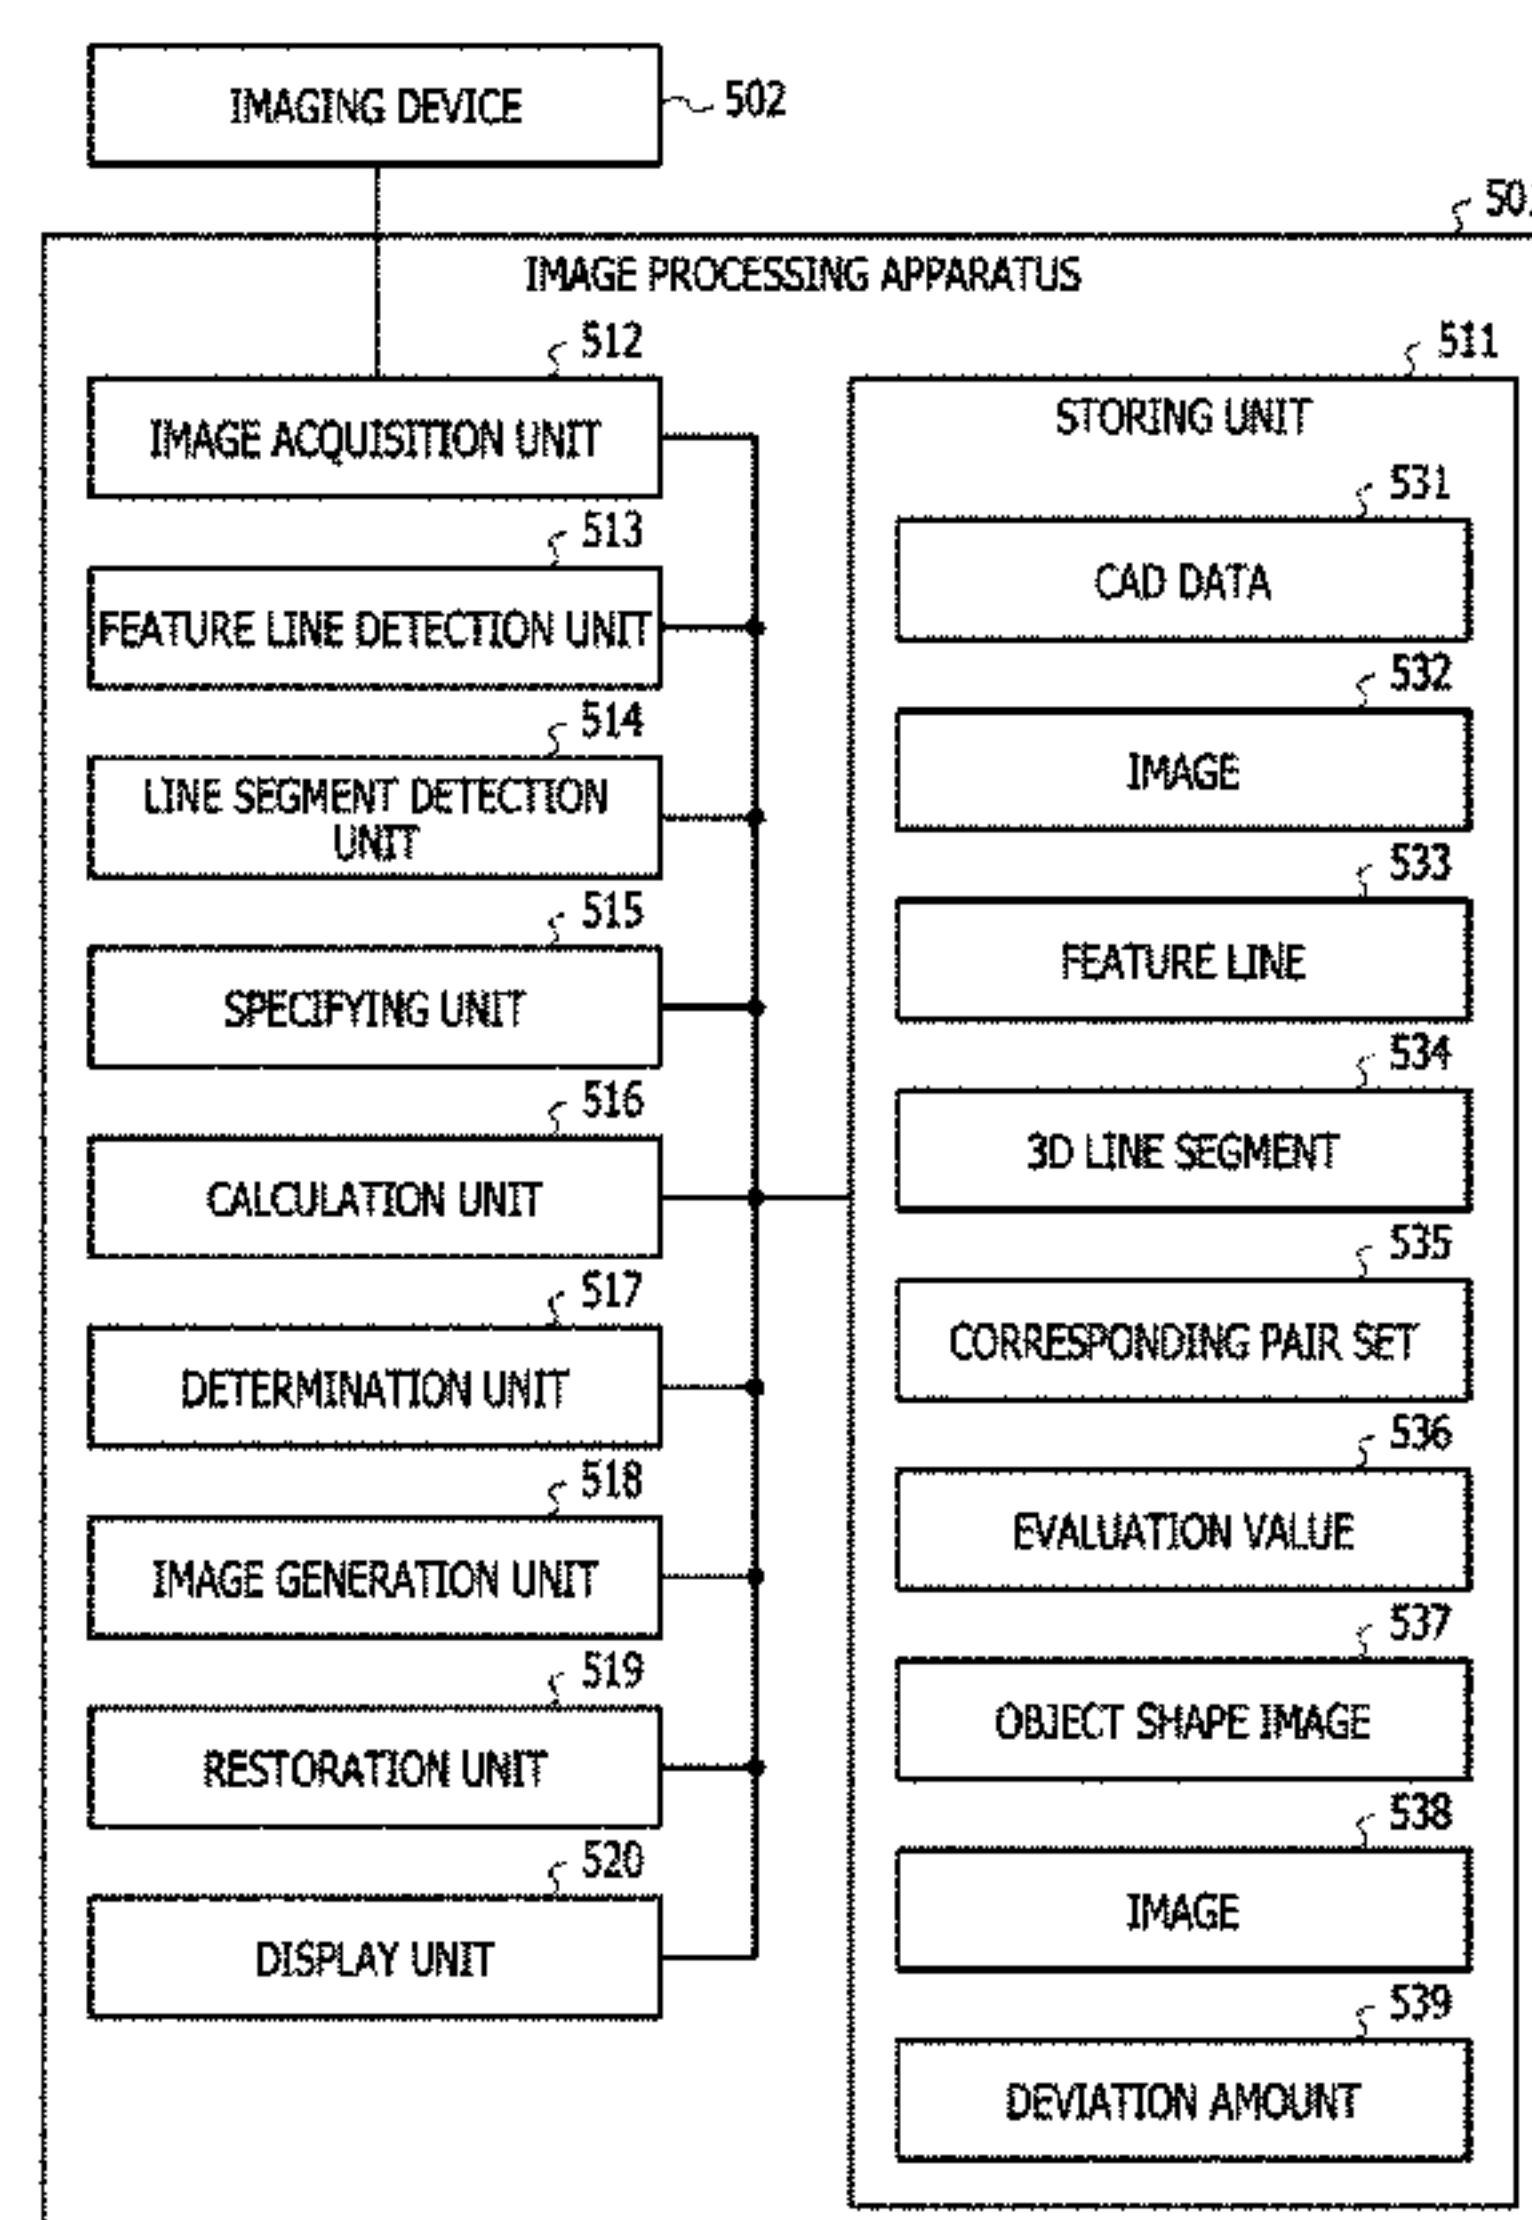 IMAGING DEVICE
502
IMAGE PROCESSING APPARATUS
512
IMAGE ACQUISITION UNIT
513
FEATURE LINE DETECTION UNIT
514
LINE SEGMENT DETECTION
UNIT
515
SPECIFYING UNIT
516
CALCULATION UNIT
517
DETERMINATION UNIT
518
IMAGE GENERATION UNIT
519
RESTORATION UNIT
520
DISPLAY UNIT
511
STORING UNIT
531
CAD DATA
532
IMAGE
533
FEATURE LINE
534
3D LINE SEGMENT
535
CORRESPONDING PAIR SET
536
EVALUATION VALUE
537
OBJECT SHAPE IMAGE
538
IMAGE
539
DEVIATION AMOUNT